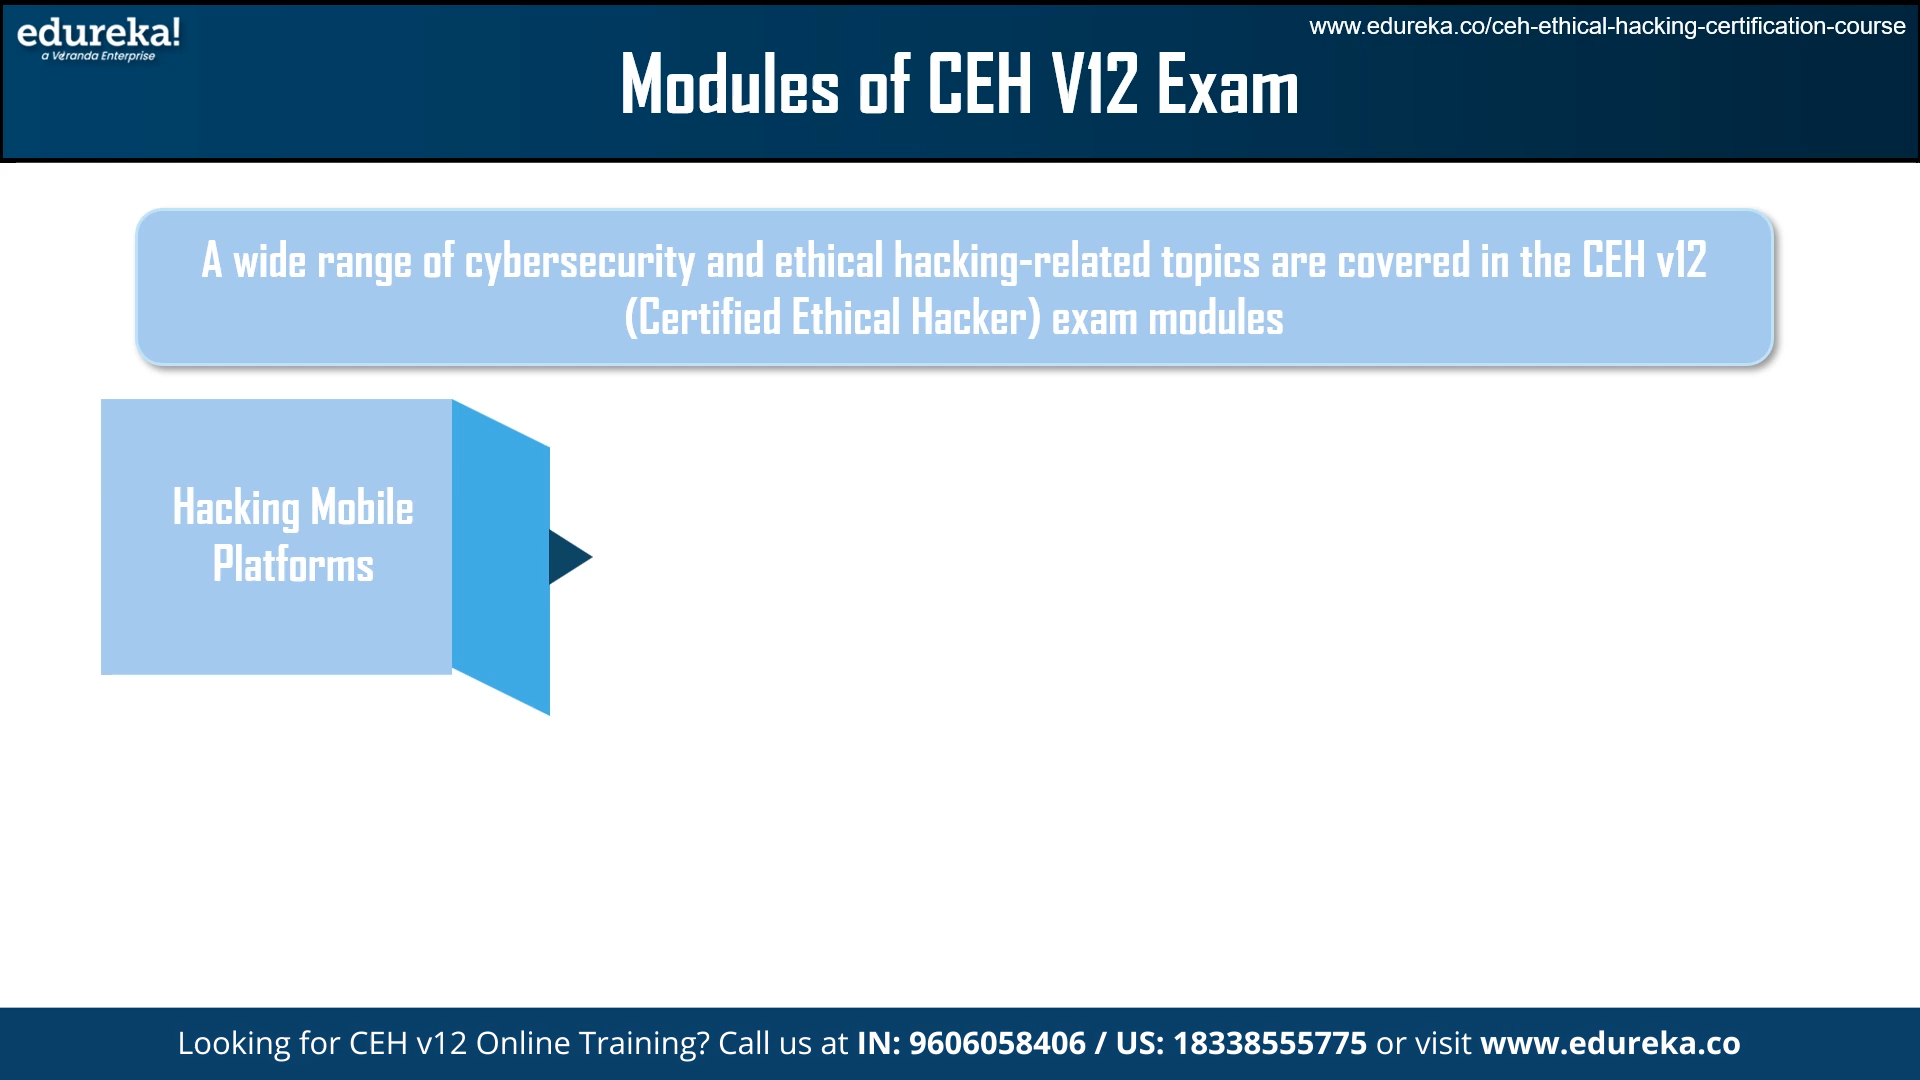 edureka!
a Veranda Enterprise
www.edureka.co/ceh-ethical-hacking-certification-course
Modules of CEH V12 Exam
A wide range of cybersecurity and ethical hacking-related topics are covered in the CEH v12
(Certified Ethical Hacker) exam modules
Hacking Mobile
Platforms
Looking for CEH v12 Online Training? Call us at IN: 9606058406 / US: 18338555775 or visit www.edureka.co